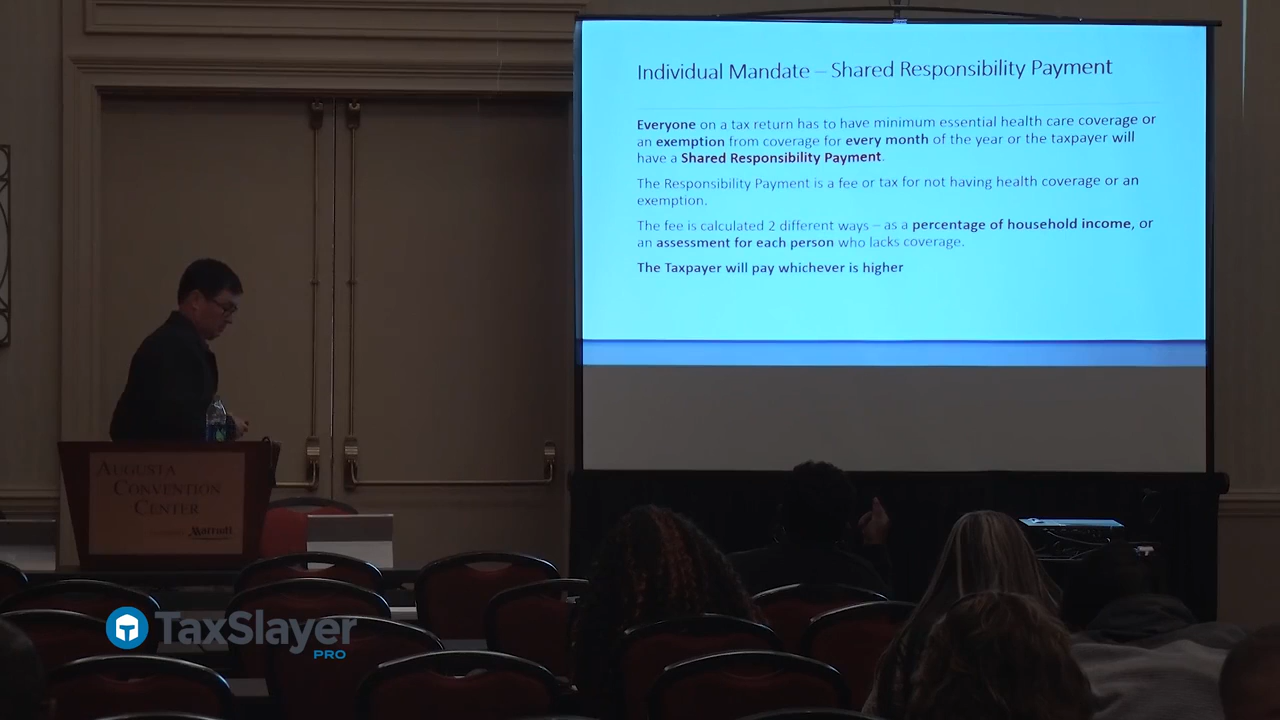 Individual Mandate – Shared Responsibility Payment
Everyone on a tax return has to have minimum essential health care coverage or
an exemption from coverage for every month of the year or the taxpayer will
have a Shared Responsibility Payment.
The Responsibility Payment is a fee or tax for not having health coverage or an
exemption.
The fee is calculated 2 different ways – as a percentage of household income, or
an assessment for each person who lacks coverage.
The Taxpayer will pay whichever is higher
AUGUSTA
CONVENTION
CENTER
Marriott
TaxSlayer
PRO